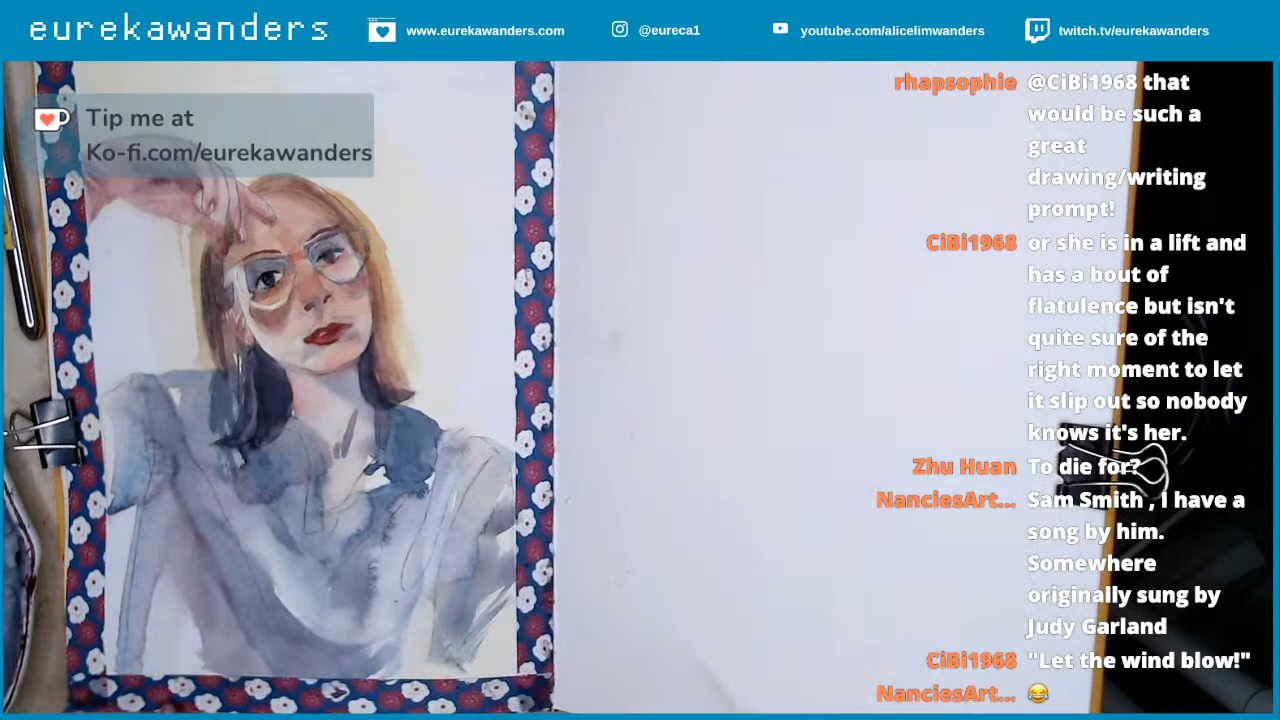 eurekawanders
www.eurekawanders.com
@eureca1
youtube.com/alicelimwanders
twitch.tv/eurekawanders
Tip me at
Ko-fi.com/eurekawanders
rhapsophie @CiBi1968 that
would be such a
great
drawing/writing
prompt!
CiBi1968 or she is in a lift and
has a bout of
flatulence but isn't
quite sure of the
right moment to let
it slip out so nobody
knows it's her.
Zhu Huan To die for?
NanciesArt... Sam Smith , I have a
song by him.
Somewhere
originally sung by
Judy Garland
CiBi1968 "Let the wind blow!"
NanciesArt... 😂